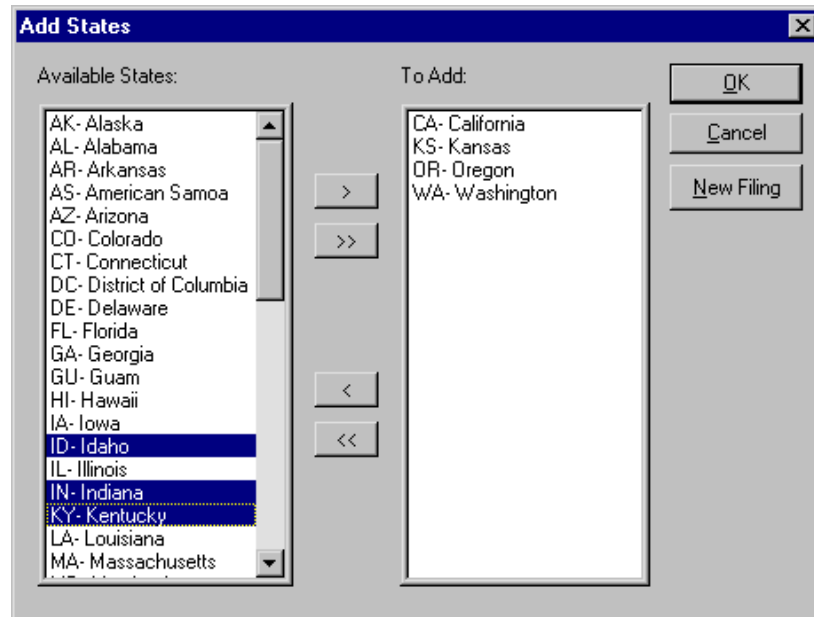 Add States
Available States:
AK- Alaska
AL- Alabama
AR- Arkansas
AS- American Samoa
AZ- Arizona
CO- Colorado
CT- Connecticut
DC- District of Columbia
DE- Delaware
FL- Florida
GA- Georgia
GU- Guam
HI- Hawaii
IA- Iowa
ID- Idaho
IL- Illinois
IN- Indiana
KY- Kentucky
LA- Louisiana
MA- Massachusetts
>
>>
<
<<
To Add:
CA- California
KS- Kansas
OR- Oregon
WA- Washington
OK
Cancel
New Filing